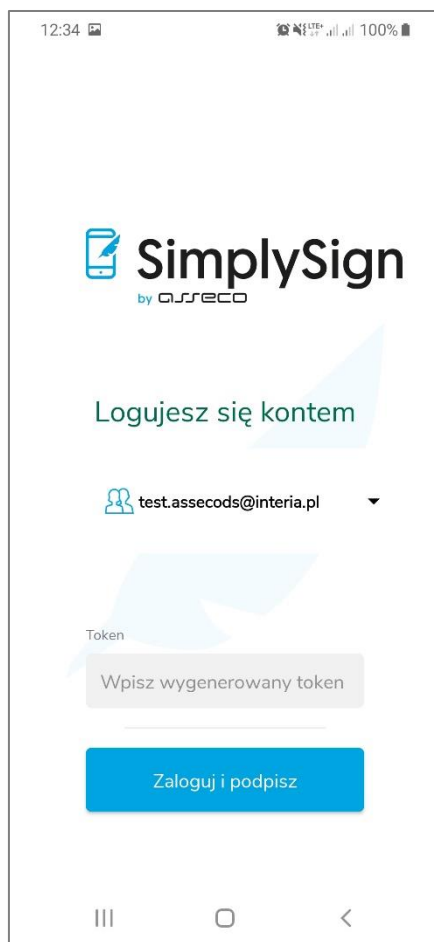 12:34 LTE+ 100%
SimplySign
by asseco
Logujesz się kontem
test.assecods@interia.pl
Token
Wpisz wygenerowany token
Zaloguj i podpisz